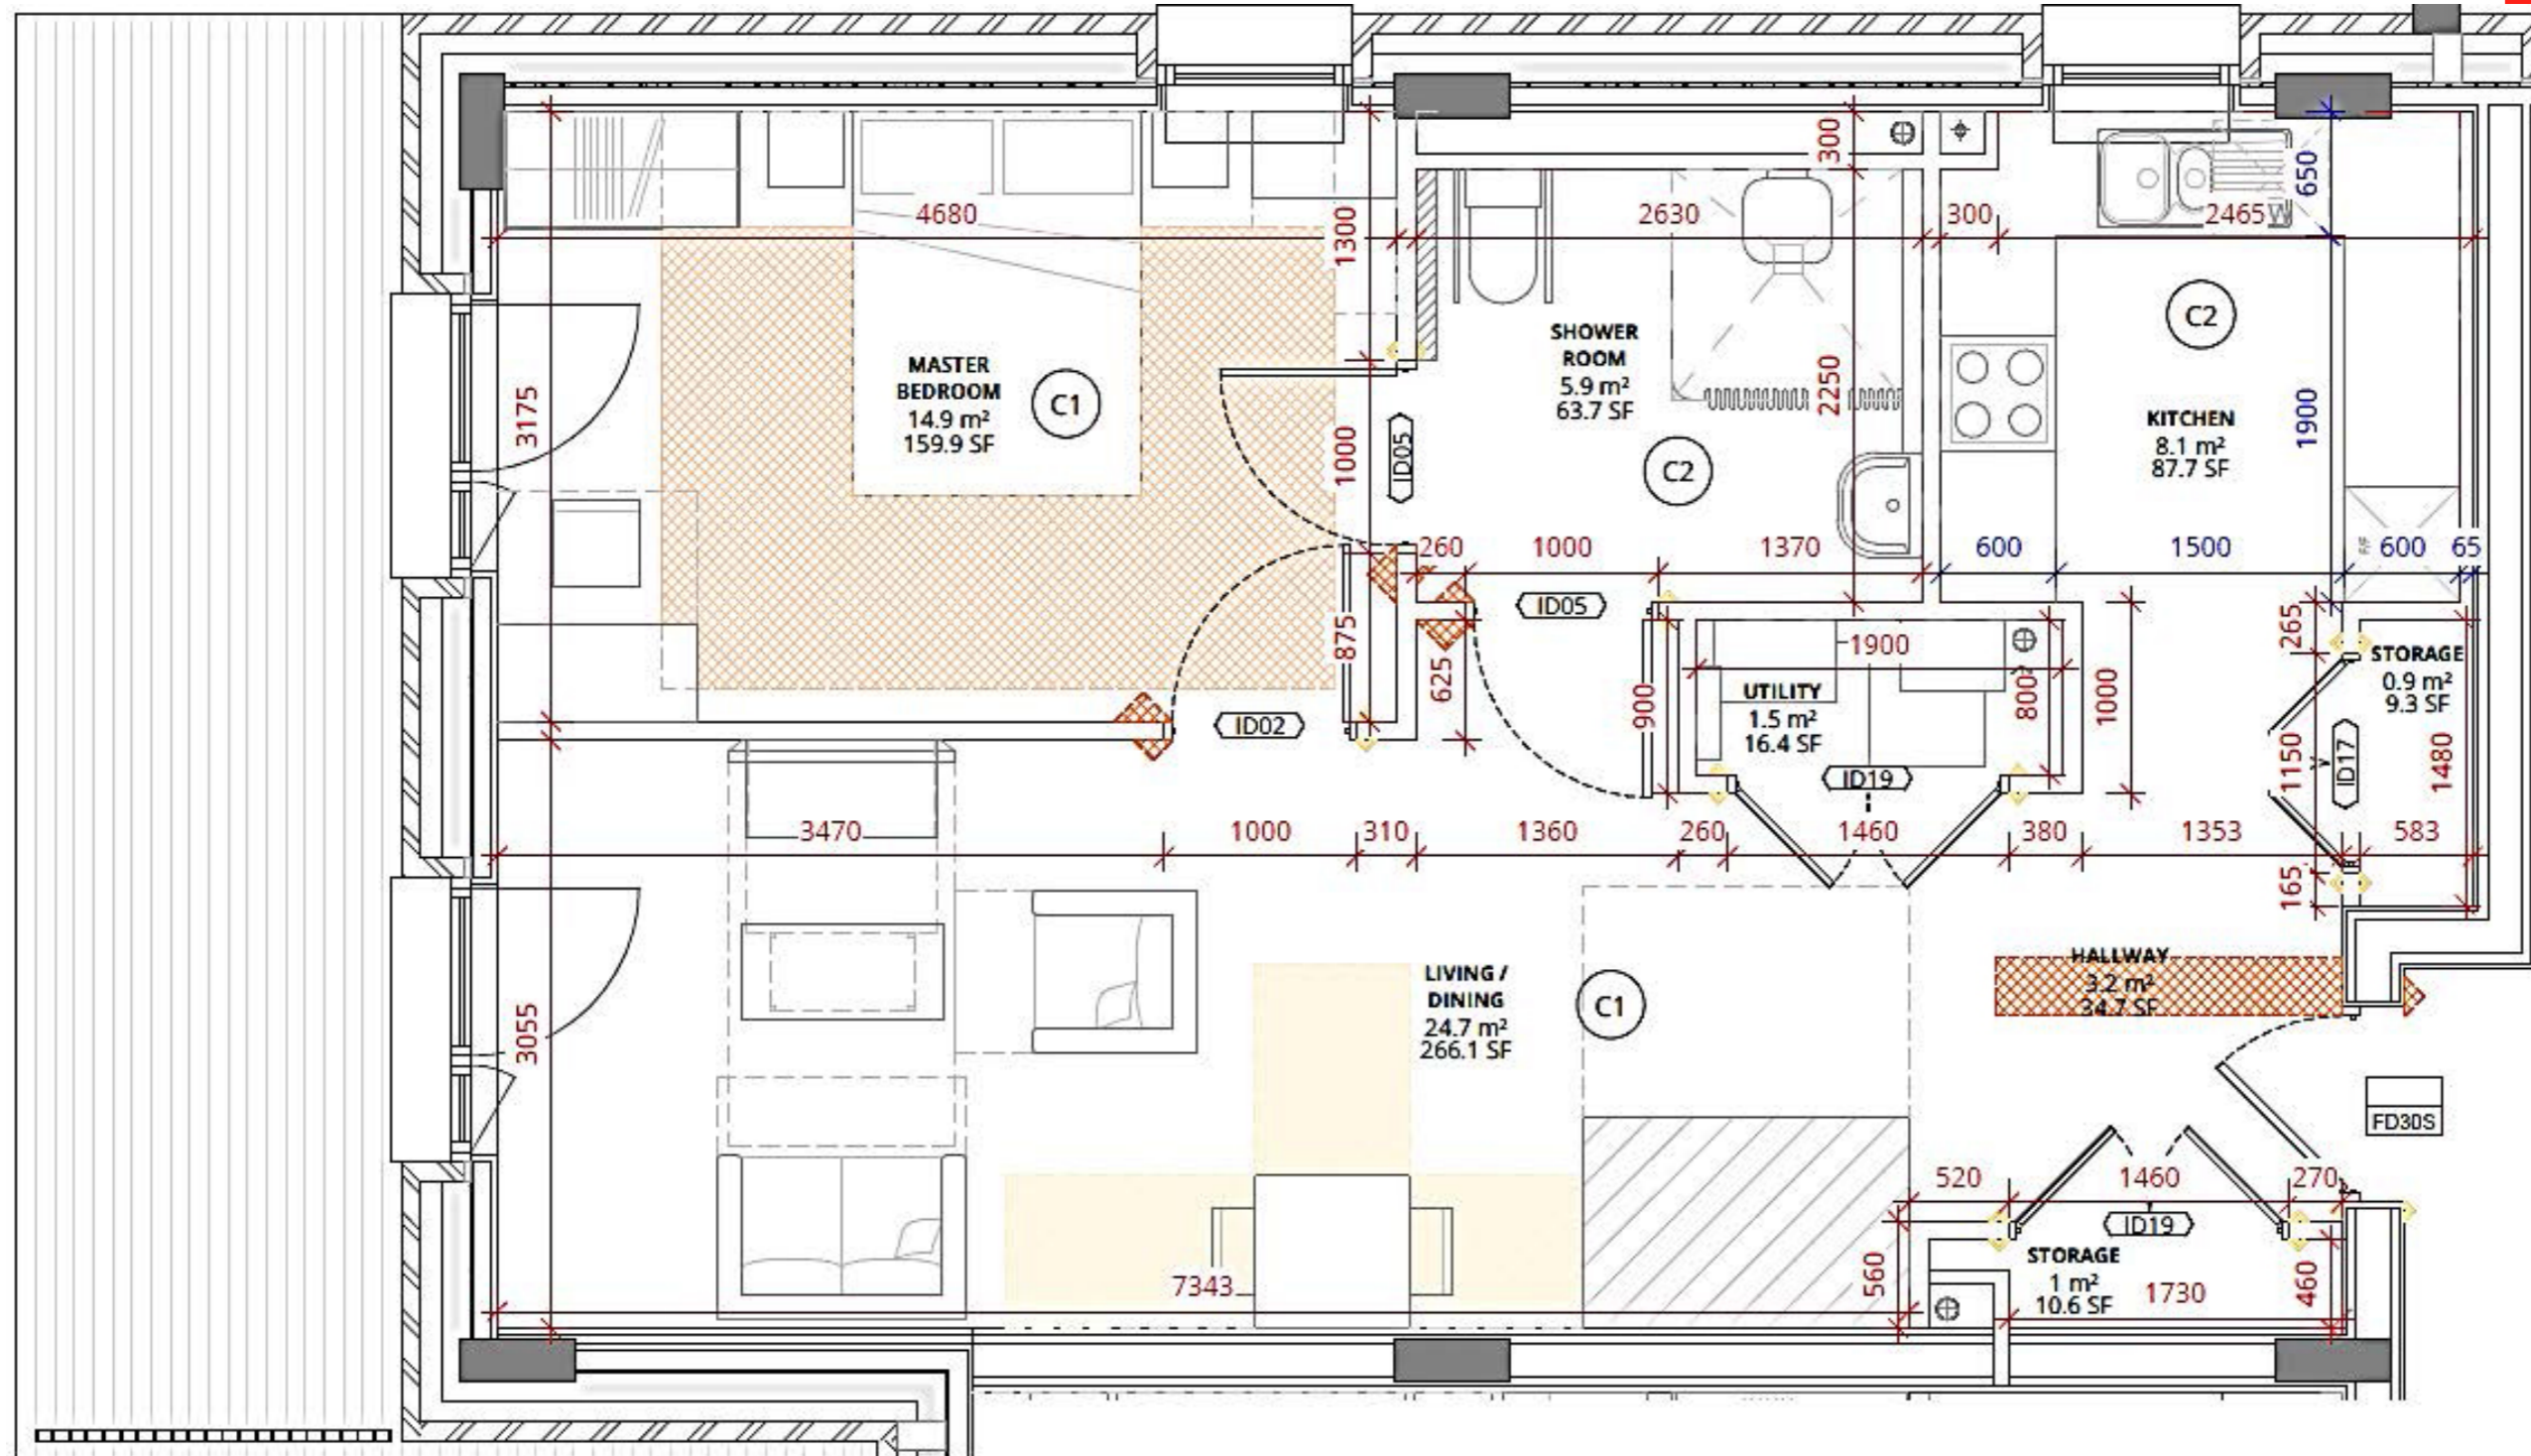 300
650
4680
1300
2630
300
2465
W
C2
SHOWER
ROOM
5.9 m²
63.7 SF
MASTER
BEDROOM
14.9 m²
159.9 SF
C1
3175
2250
1900
KITCHEN
8.1 m²
87.7 SF
1000
ID05
C2
260
1000
1370
600
1500
F/F
600
65
ID05
265
875
625
1900
STORAGE
0.9 m²
9.3 SF
900
UTILITY
1.5 m²
16.4 SF
800
1000
ID02
ID19
1150
ID17
1480
3470
1000
310
1360
260
1460
380
1353
583
165
HALLWAY
3.2 m²
34.7 SF
LIVING /
DINING
24.7 m²
266.1 SF
C1
3055
FD30S
520
1460
270
ID19
STORAGE
1 m²
10.6 SF
560
1730
460
7343